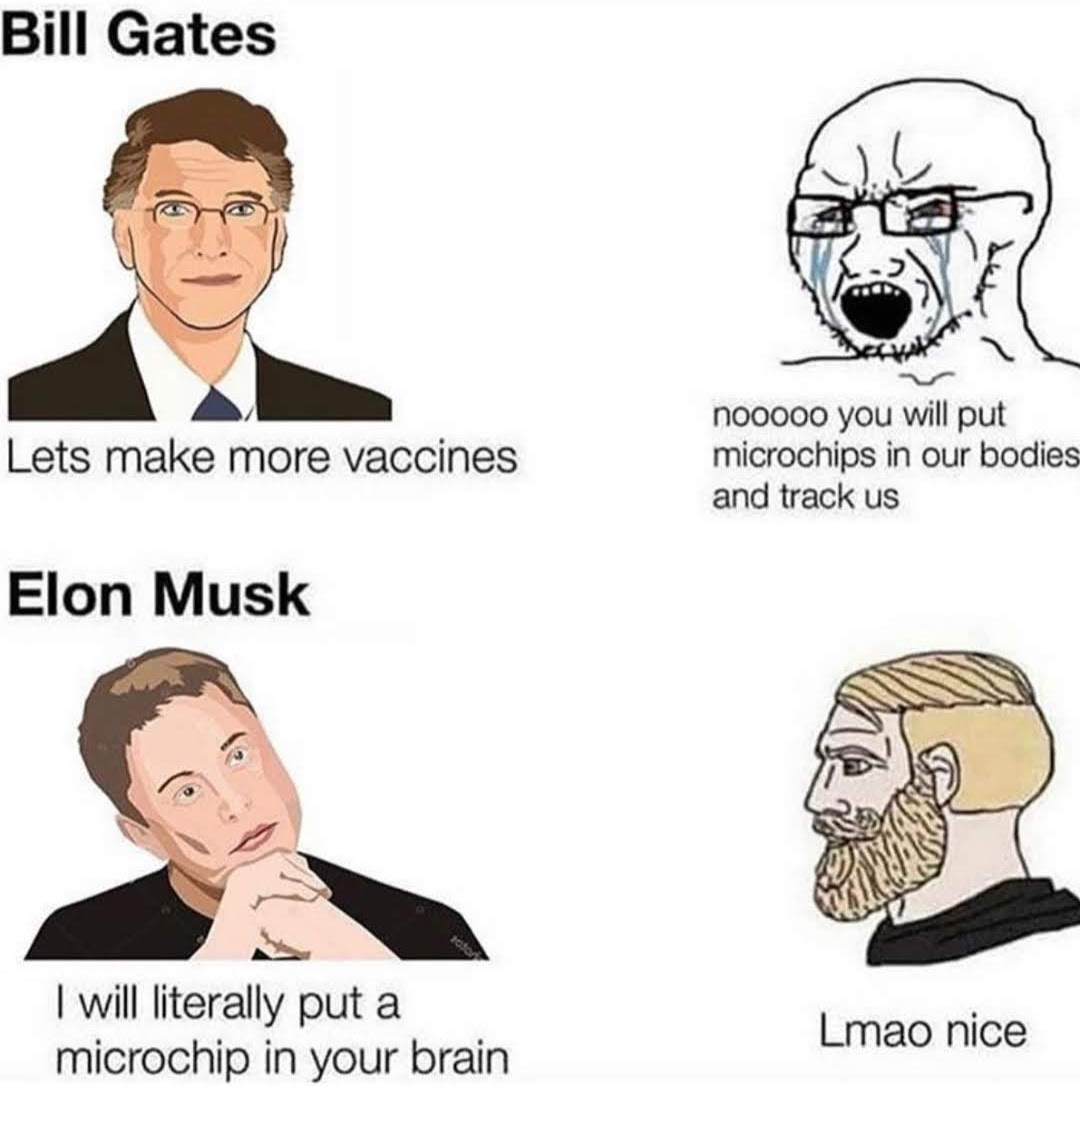 Bill Gates
Lets make more vaccines
nooooo you will put
microchips in our bodies
and track us
Elon Musk
I will literally put a
microchip in your brain
Lmao nice